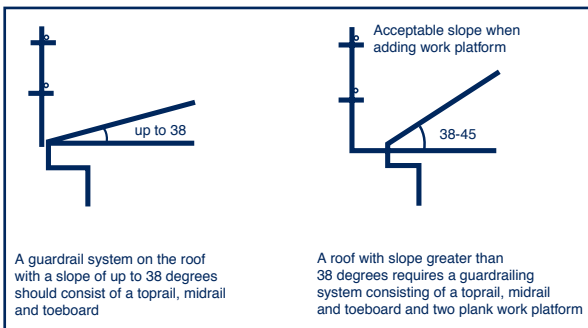 Acceptable slope when
adding work platform
up to 38
38-45
A guardrail system on the roof
with a slope of up to 38 degrees
should consist of a toprail, midrail
and toeboard
A roof with slope greater than
38 degrees requires a guardrailing
system consisting of a toprail, midrail
and toeboard and two plank work platform